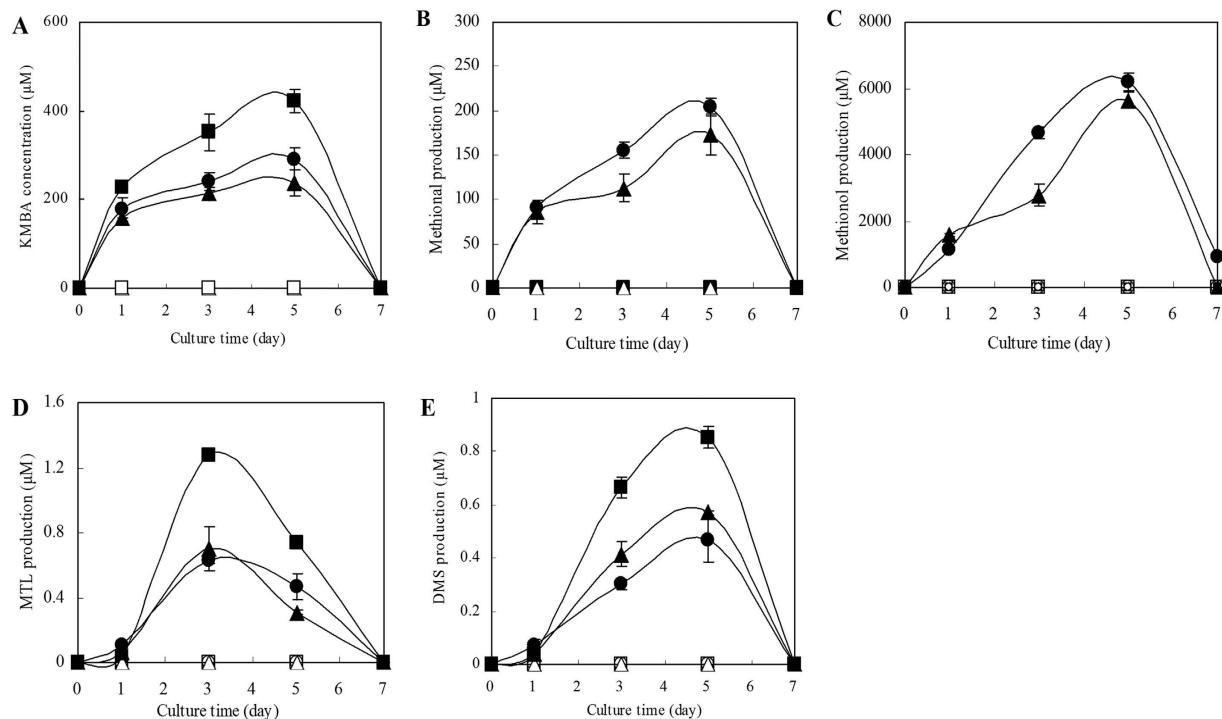 A
KMBA concentration (µM)
600
400
200
0
0 1 2 3 4 5 6 7
Culture time (day)
B
Methional production (µM)
300
250
200
150
100
50
0
0 1 2 3 4 5 6 7
Culture time (day)
C
Methionol production (µM)
8000
6000
4000
2000
0
0 1 2 3 4 5 6 7
Culture time (day)
D
MTL production (µM)
1.6
1.2
0.8
0.4
0
0 1 2 3 4 5 6 7
Culture time (day)
E
DMS production (µM)
1
0.8
0.6
0.4
0.2
0
0 1 2 3 4 5 6 7
Culture time (day)